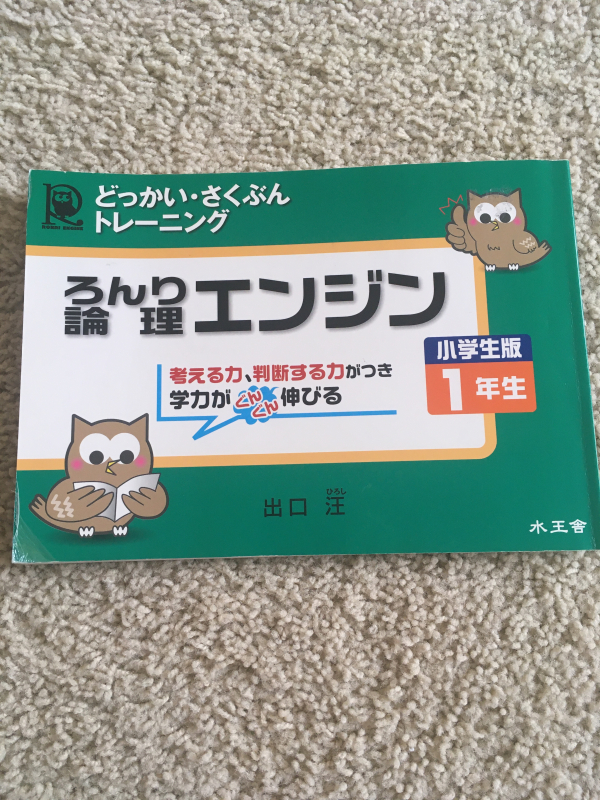 どっかい・さくぶん
トレーニング
ろんり
論理エンジン
小学生版
1年生
考える力、判断する力がつき
学力がぐんぐん伸びる
ひろし
出口 汪
水王舎